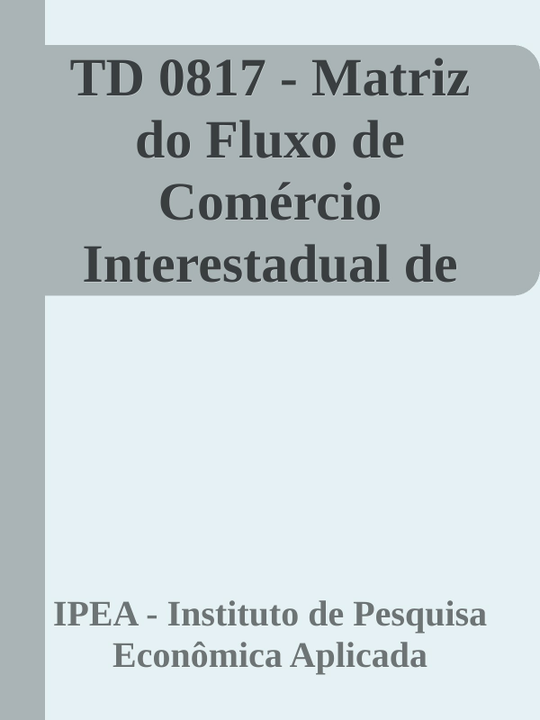 TD 0817 - Matriz
do Fluxo de
Comércio
Interestadual de
IPEA - Instituto de Pesquisa
Econômica Aplicada